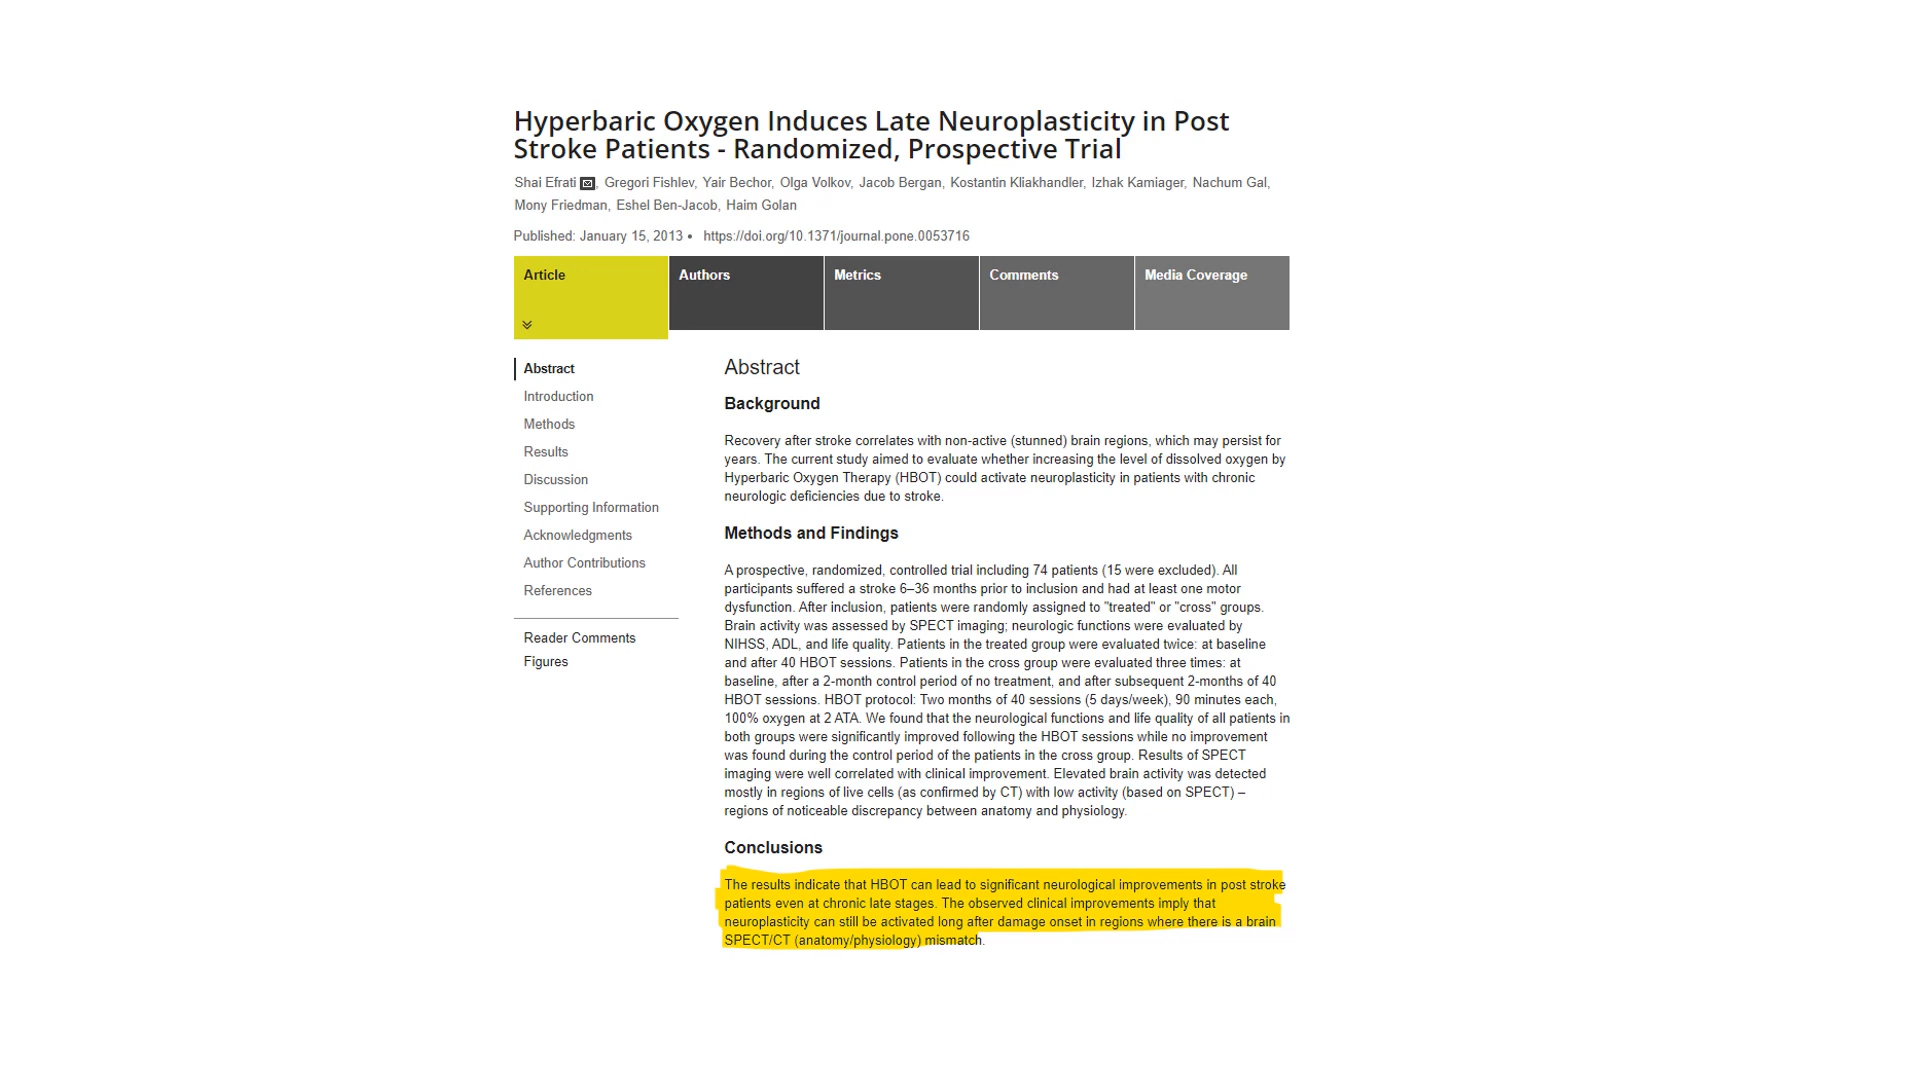 Hyperbaric Oxygen Induces Late Neuroplasticity in Post
Stroke Patients - Randomized, Prospective Trial
Shai Efrati, Gregori Fishlev, Yair Bechor, Olga Volkov, Jacob Bergan, Kostantin Kliakhandler, Izhak Kamiager, Nachum Gal,
Mony Friedman, Eshel Ben-Jacob, Haim Golan
Published: January 15, 2013 • https://doi.org/10.1371/journal.pone.0053716
Article
Authors
Metrics
Comments
Media Coverage
Abstract
Introduction
Methods
Results
Discussion
Supporting Information
Acknowledgments
Author Contributions
References
Reader Comments
Figures
Abstract
Background
Recovery after stroke correlates with non-active (stunned) brain regions, which may persist for
years. The current study aimed to evaluate whether increasing the level of dissolved oxygen by
Hyperbaric Oxygen Therapy (HBOT) could activate neuroplasticity in patients with chronic
neurologic deficiencies due to stroke.
Methods and Findings
A prospective, randomized, controlled trial including 74 patients (15 were excluded). All
participants suffered a stroke 6–36 months prior to inclusion and had at least one motor
dysfunction. After inclusion, patients were randomly assigned to "treated" or "cross" groups.
Brain activity was assessed by SPECT imaging; neurologic functions were evaluated by
NIHSS, ADL, and life quality. Patients in the treated group were evaluated twice: at baseline
and after 40 HBOT sessions. Patients in the cross group were evaluated three times: at
baseline, after a 2-month control period of no treatment, and after subsequent 2-months of 40
HBOT sessions. HBOT protocol: Two months of 40 sessions (5 days/week), 90 minutes each,
100% oxygen at 2 ATA. We found that the neurological functions and life quality of all patients in
both groups were significantly improved following the HBOT sessions while no improvement
was found during the control period of the patients in the cross group. Results of SPECT
imaging were well correlated with clinical improvement. Elevated brain activity was detected
mostly in regions of live cells (as confirmed by CT) with low activity (based on SPECT) –
regions of noticeable discrepancy between anatomy and physiology.
Conclusions
The results indicate that HBOT can lead to significant neurological improvements in post stroke
patients even at chronic late stages. The observed clinical improvements imply that
neuroplasticity can still be activated long after damage onset in regions where there is a brain
SPECT/CT (anatomy/physiology) mismatch.